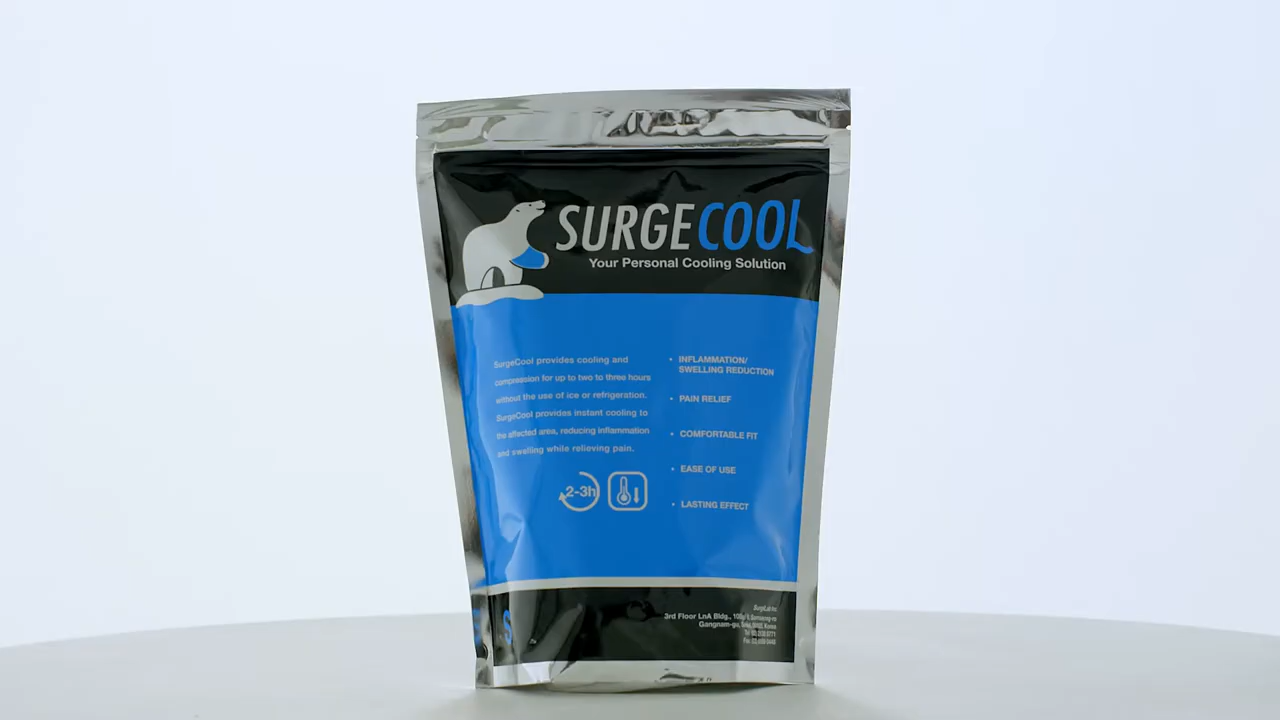 SURGECOOL
Your Personal Cooling Solution
SurgeCool provides cooling and
compression for up to two to three hours
without the use of ice or refrigeration.
SurgeCool provides instant cooling to
the affected area, reducing inflammation
and swelling while relieving pain.
2-3h
• INFLAMMATION/
SWELLING REDUCTION
• PAIN RELIEF
• COMFORTABLE FIT
• EASE OF USE
• LASTING EFFECT
S
3rd Floor LnA Bldg.,
Gangnam-gu, Korea